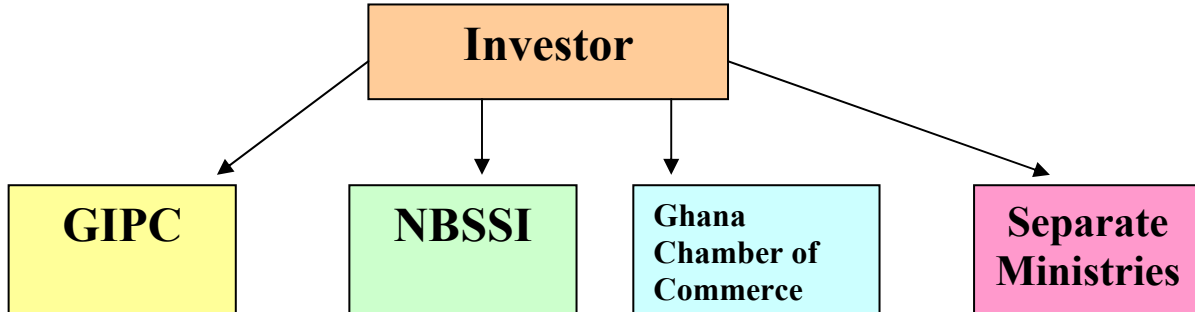 Investor
GIPC
NBSSI
Ghana
Chamber of
Commerce
Separate
Ministries